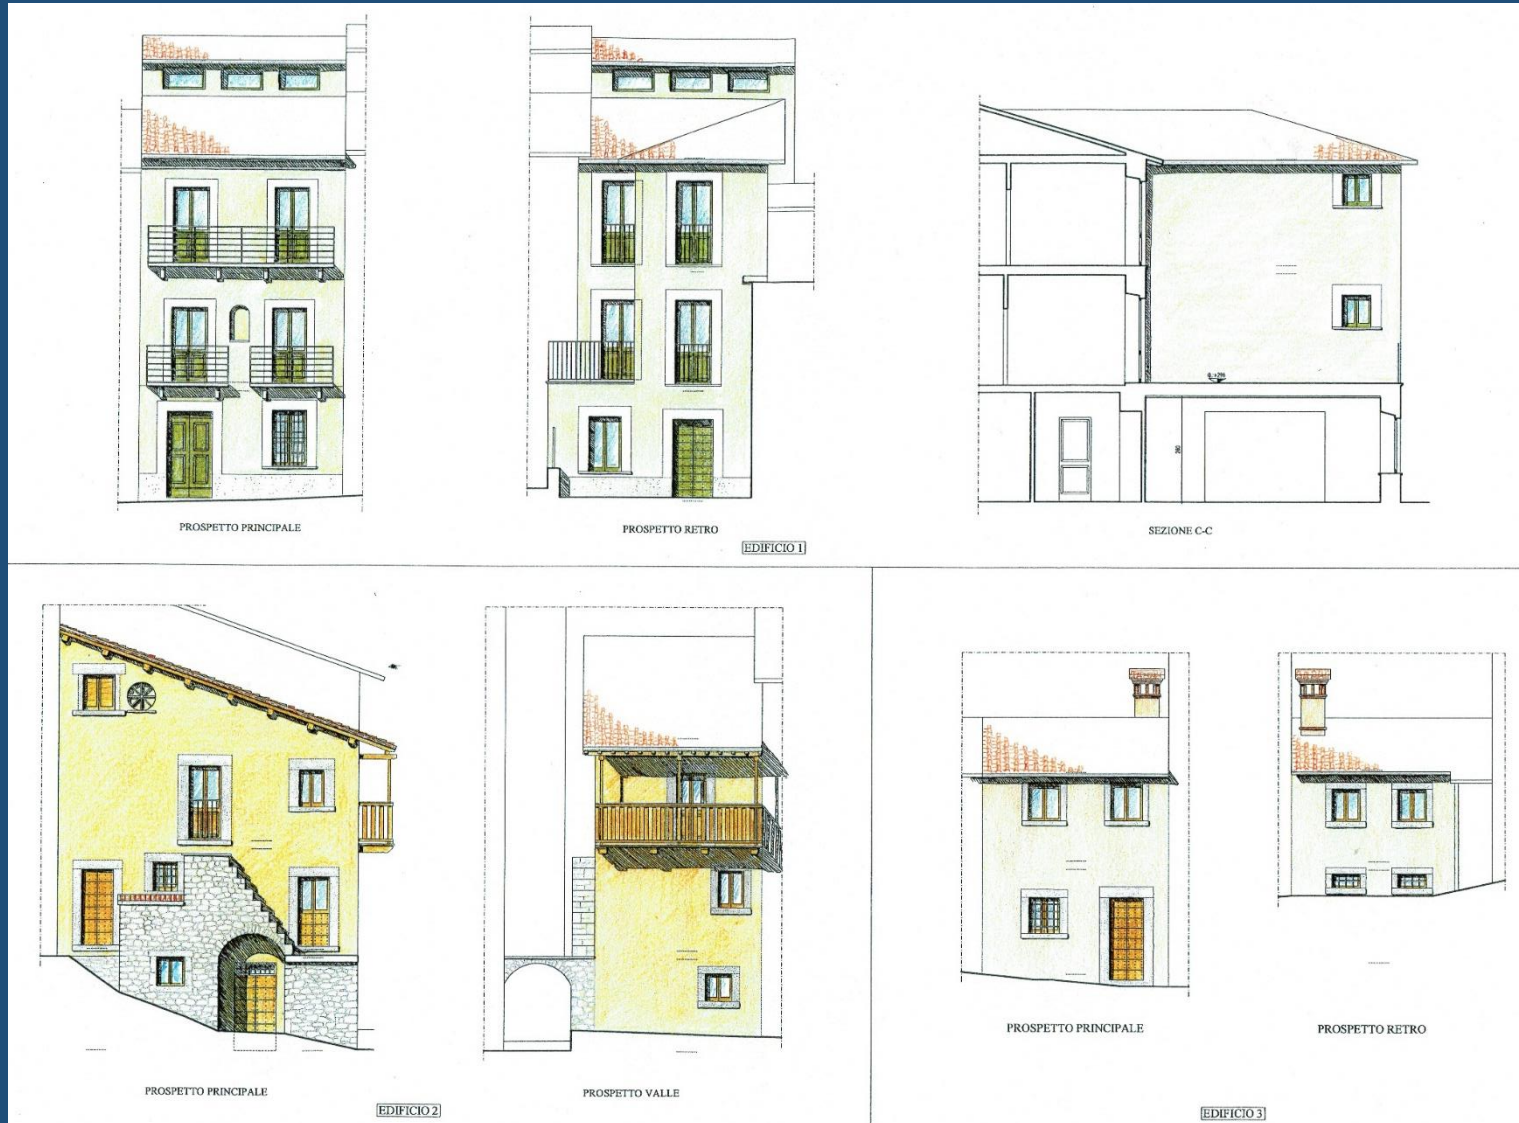 PROSPETTO PRINCIPALE
PROSPETTO RETRO
SEZIONE C-C
EDIFICIO 1
PROSPETTO PRINCIPALE
PROSPETTO VALLE
EDIFICIO 2
PROSPETTO PRINCIPALE
PROSPETTO RETRO
EDIFICIO 3